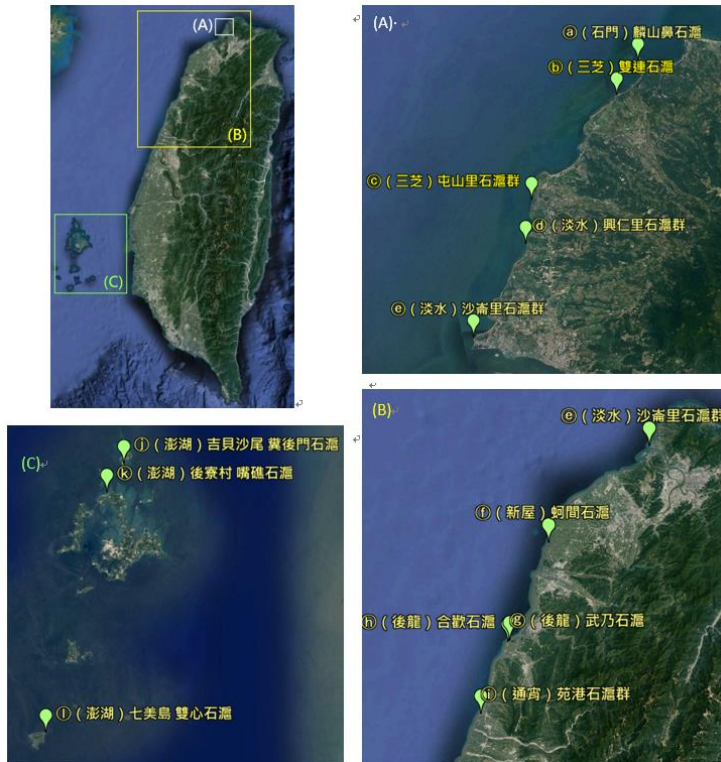 (A)
(B)
(C)
(A)
ⓐ（石門）麟山鼻石滬
ⓑ（三芝）雙連石滬
ⓒ（三芝）屯山里石滬群
ⓓ（淡水）興仁里石滬群
ⓔ（淡水）沙崙里石滬群
(C)
ⓙ（澎湖）吉貝沙尾 糞後門石滬
ⓚ（澎湖）後寮村 嘴礁石滬
ⓛ（澎湖）七美島 雙心石滬
(B)
ⓔ（淡水）沙崙里石滬群
ⓕ（新屋）蚵間石滬
ⓗ（後龍）合歡石滬
ⓖ（後龍）武乃石滬
ⓘ（通宵）苑港石滬群